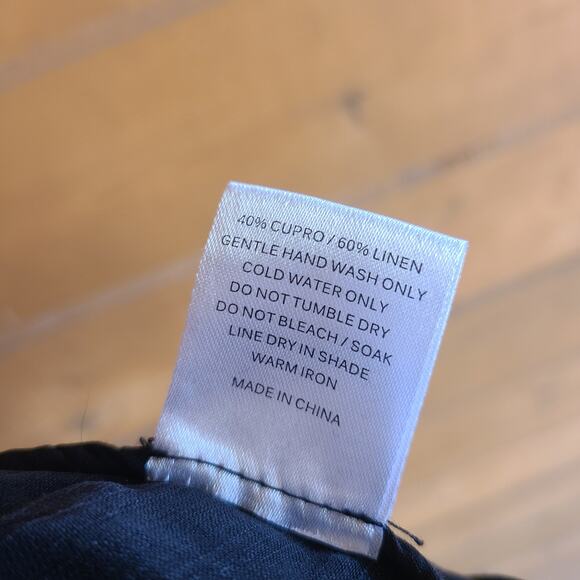 40% CUPRO / 60% LINEN
GENTLE HAND WASH ONLY
COLD WATER ONLY
DO NOT TUMBLE DRY
DO NOT BLEACH / SOAK
LINE DRY IN SHADE
WARM IRON
MADE IN CHINA